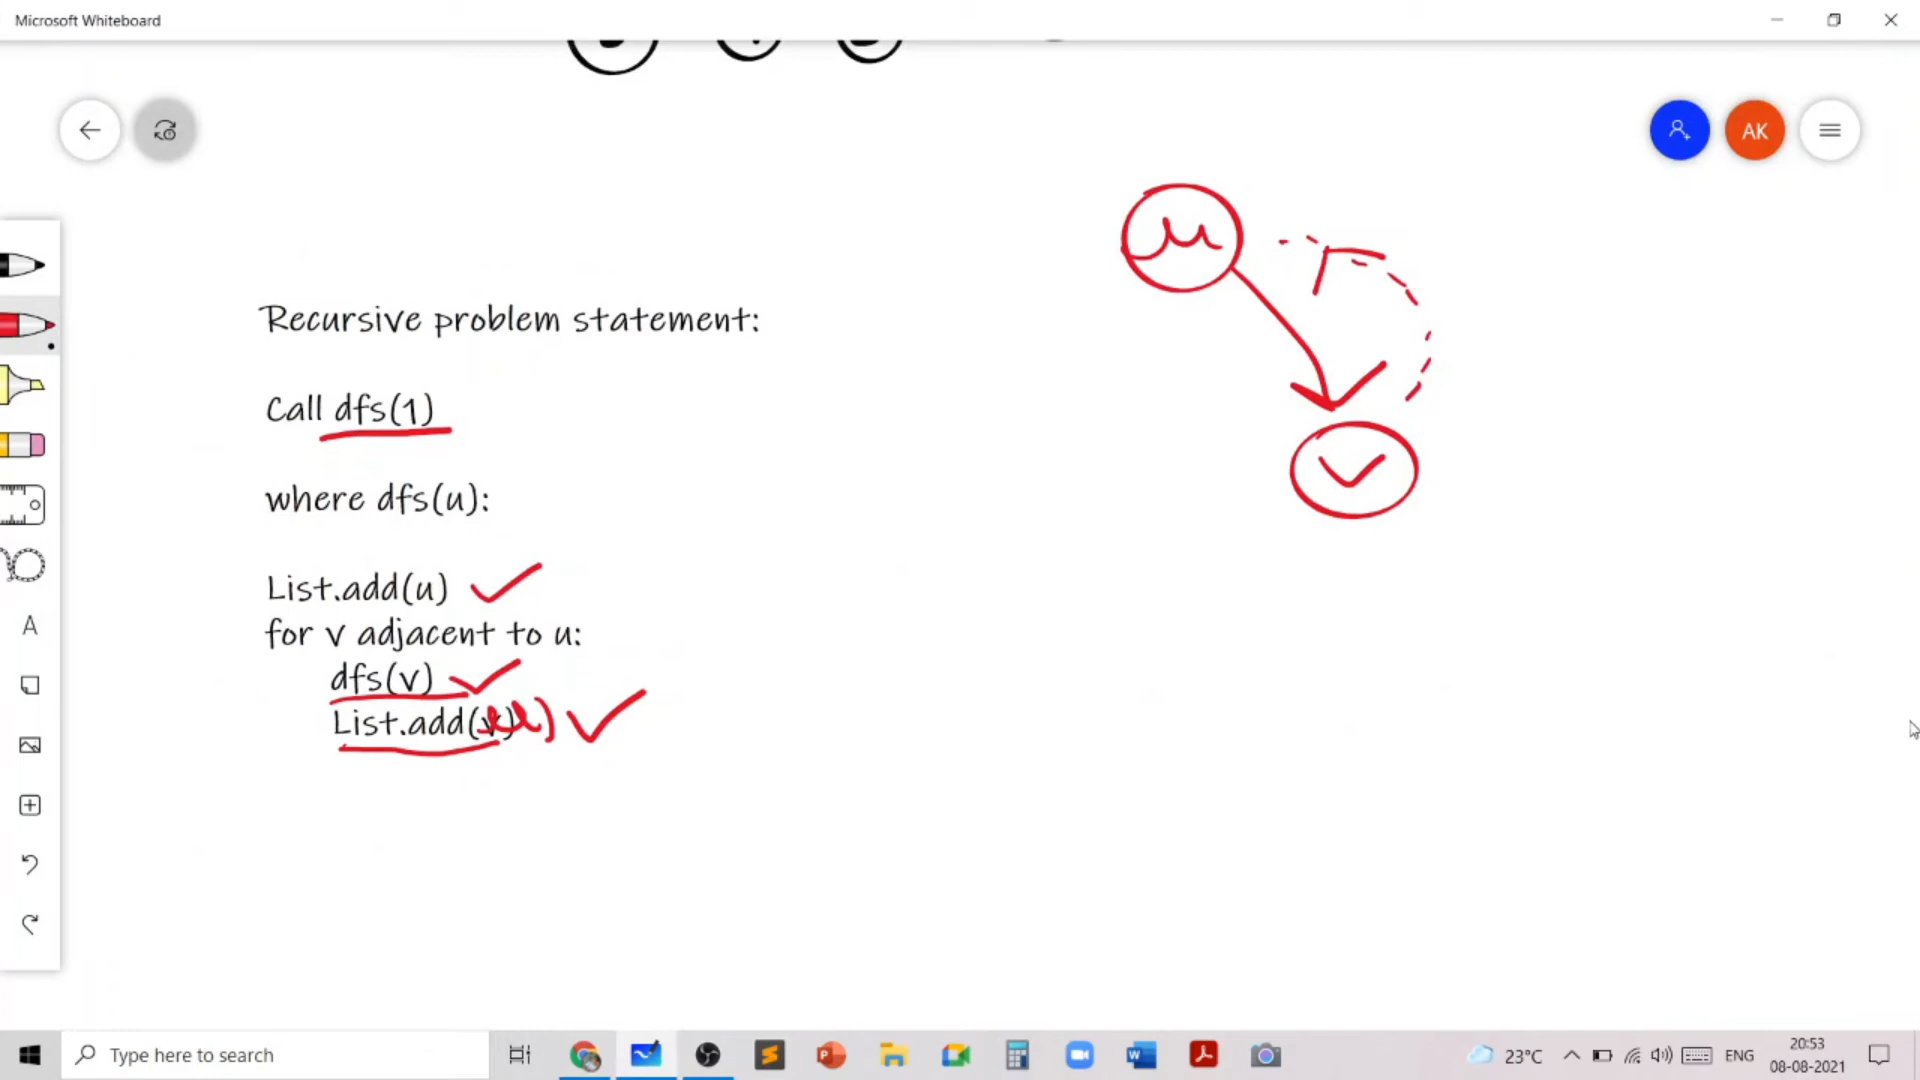 Microsoft Whiteboard
AK
u
v
Recursive problem statement:
Call dfs(1)
where dfs(u):
List.add(u)
for v adjacent to u:
dfs(v)
List.add(v) u)
A
Type here to search
23°C
ENG
20:53
08-08-2021